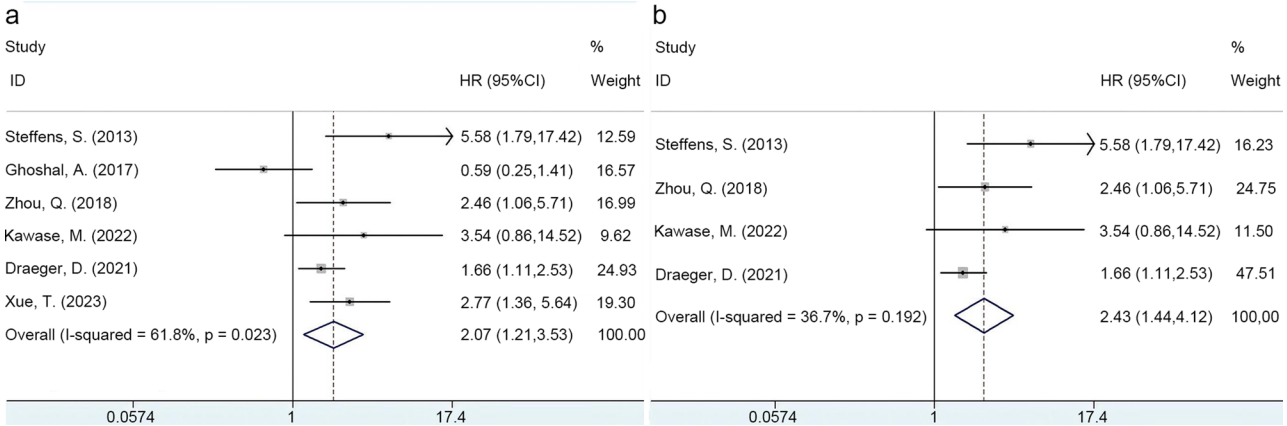 a
Study %
ID HR (95%CI) Weight
Steffens, S. (2013) 5.58 (1.79,17.42) 12.59
Ghoshal, A. (2017) 0.59 (0.25,1.41) 16.57
Zhou, Q. (2018) 2.46 (1.06,5.71) 16.99
Kawase, M. (2022) 3.54 (0.86,14.52) 9.62
Draeger, D. (2021) 1.66 (1.11,2.53) 24.93
Xue, T. (2023) 2.77 (1.36, 5.64) 19.30
Overall (I-squared = 61.8%, p = 0.023) 2.07 (1.21,3.53) 100.00
0.0574 1 17.4
b
Study %
ID HR (95%CI) Weight
Steffens, S. (2013) 5.58 (1.79,17.42) 16.23
Zhou, Q. (2018) 2.46 (1.06,5.71) 24.75
Kawase, M. (2022) 3.54 (0.86,14.52) 11.50
Draeger, D. (2021) 1.66 (1.11,2.53) 47.51
Overall (I-squared = 36.7%, p = 0.192) 2.43 (1.44,4.12) 100,00
0.0574 1 17.4